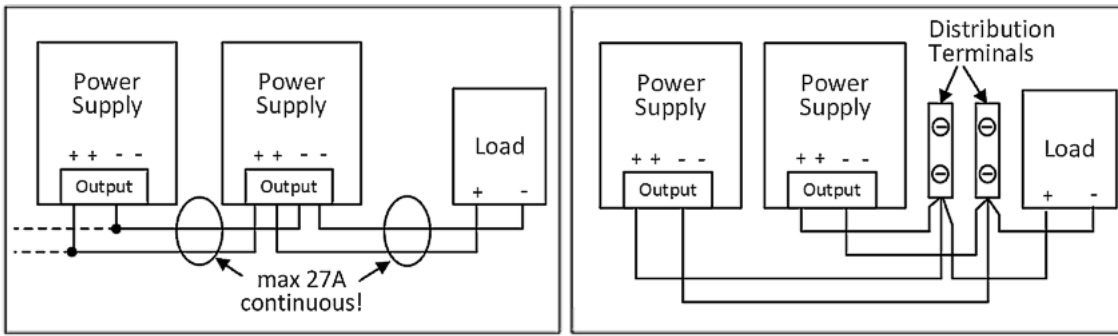 Power
Supply
+ + - -
Output
Power
Supply
+ + - -
Output
Load
+ -
max 27A
continuous!
Distribution
Terminals
Power
Supply
+ + - -
Output
Power
Supply
+ + - -
Output
Load
+ -